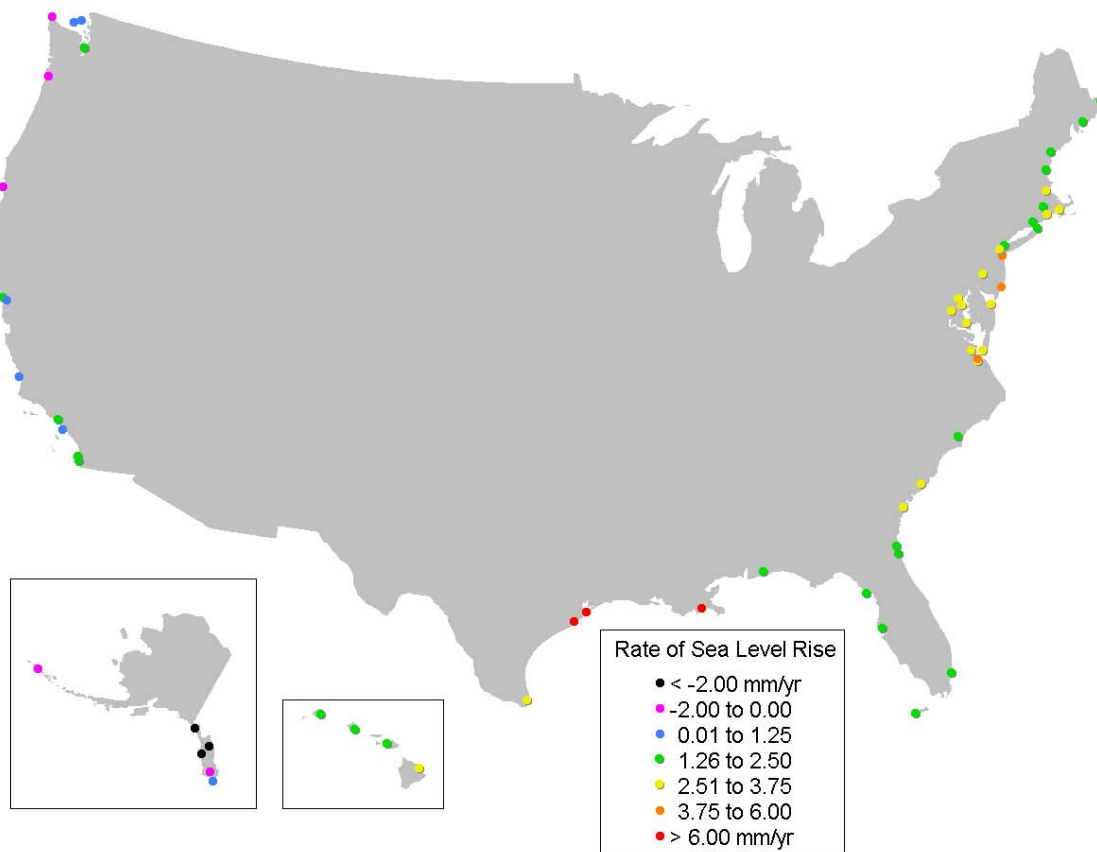 Rate of Sea Level Rise
< -2.00 mm/yr
-2.00 to 0.00
0.01 to 1.25
1.26 to 2.50
2.51 to 3.75
3.75 to 6.00
> 6.00 mm/yr